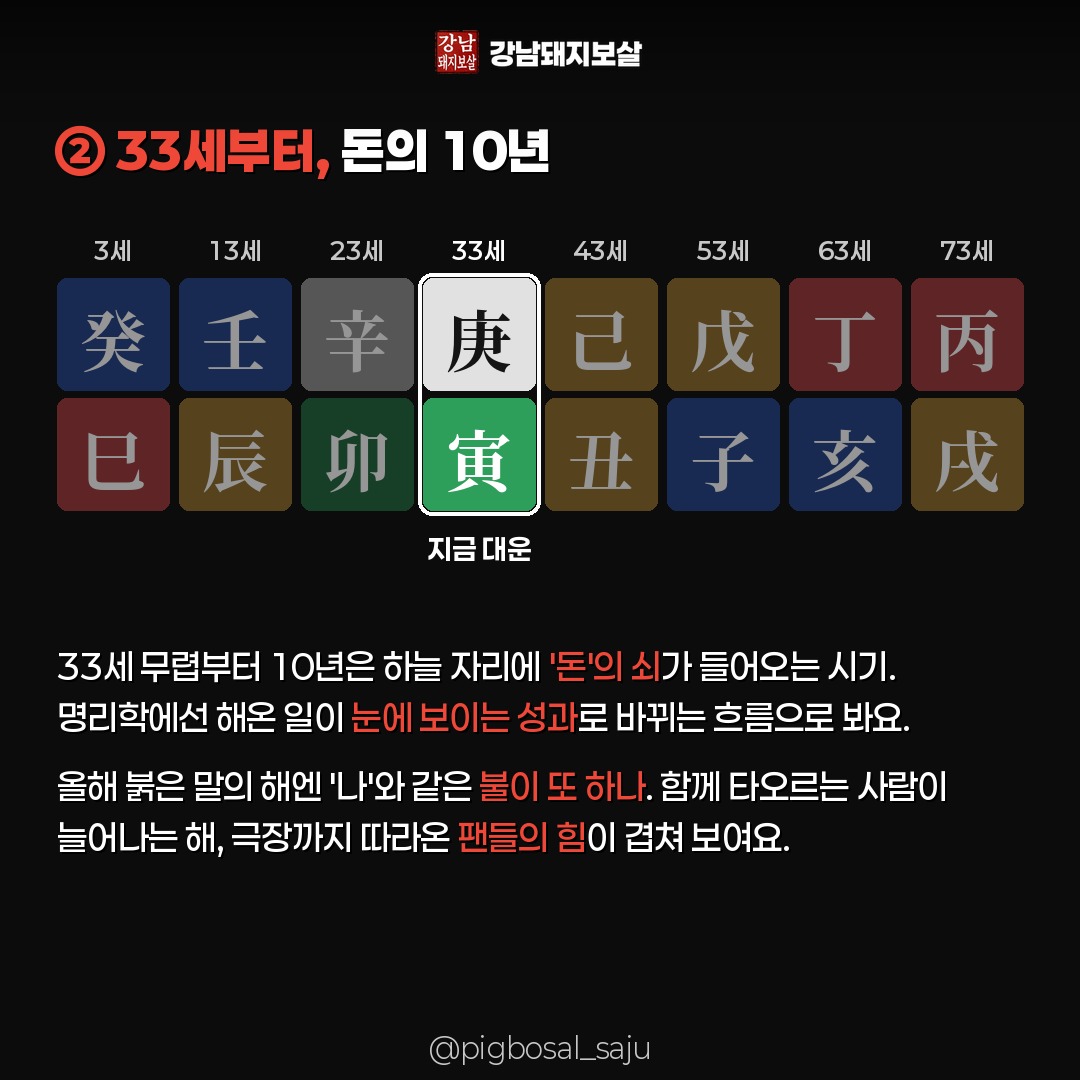 강남
돼지보살
강남돼지보살
② 33세부터, 돈의 10년
3세 13세 23세 33세 43세 53세 63세 73세
癸 壬 辛 庚 己 戊 丁 丙
巳 辰 卯 寅 丑 子 亥 戌
지금 대운
33세 무렵부터 10년은 하늘 자리에 '돈'의 쇠가 들어오는 시기.
명리학에선 해온 일이 눈에 보이는 성과로 바뀌는 흐름으로 봐요.
올해 붉은 말의 해엔 '나'와 같은 불이 또 하나. 함께 타오르는 사람이
늘어나는 해, 극장까지 따라온 팬들의 힘이 겹쳐 보여요.
@pigbosal_saju